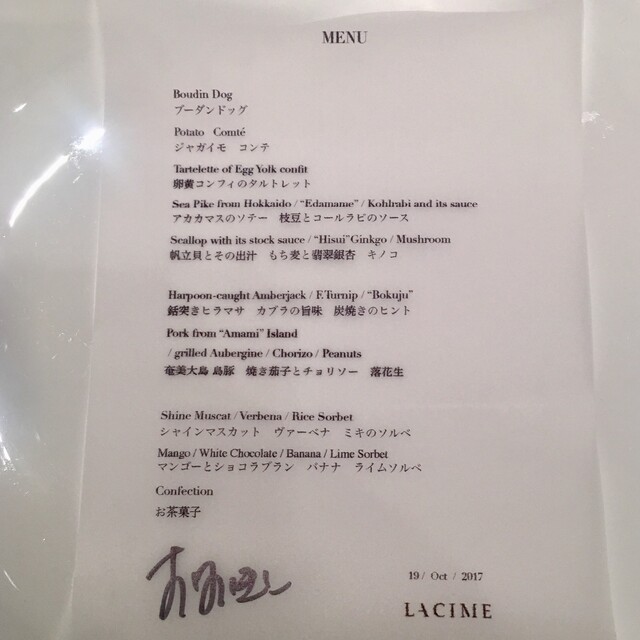 MENU
Boudin Dog
ブーダンドッグ
Potato Comté
ジャガイモ コンテ
Tartelette of Egg Yolk confit
卵黄コンフィのタルトレット
Sea Pike from Hokkaido / “Edamame” / Kohlrabi and its sauce
アカカマスのソテー 枝豆とコールラビのソース
Scallop with its stock sauce / “Hisui” Ginkgo / Mushroom
帆立貝とその出汁 もち麦と翡翠銀杏 キノコ
Harpoon-caught Amberjack / F.Turnip / “Bokuju”
銛突きヒラマサ カブラの旨味 炭焼きのヒント
Pork from “Amami” Island
/ grilled Aubergine / Chorizo / Peanuts
奄美大島 島豚 焼き茄子とチョリソー 落花生
Shine Muscat / Verbena / Rice Sorbet
シャインマスカット ヴァーベナ ミキのソルベ
Mango / White Chocolate / Banana / Lime Sorbet
マンゴーとショコラブラン バナナ ライムソルベ
Confection
お茶菓子
19 / Oct / 2017
LACIME